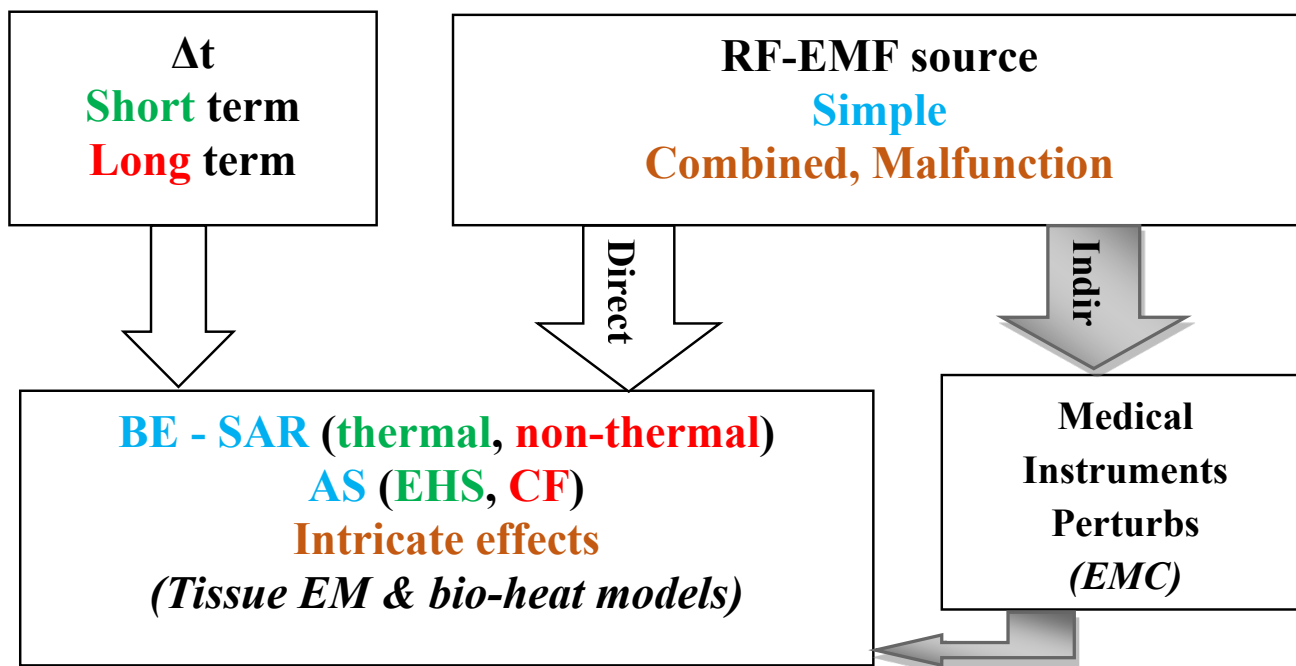 Δt
Short term
Long term
RF-EMF source
Simple
Combined, Malfunction
Direct
Indir
BE - SAR (thermal, non-thermal)
AS (EHS, CF)
Intricate effects
(Tissue EM & bio-heat models)
Medical
Instruments
Perturbs
(EMC)